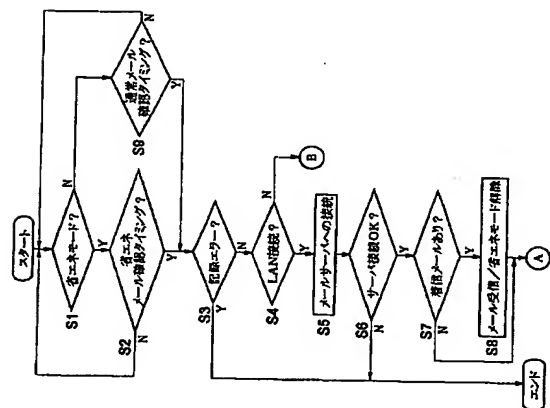 スタート
S1
省エネモード?
N
Y
S2
省エネ
メール確認タイミング?
N
Y
S9
通常メール
確認タイミング?
N
Y
S3
記録エラー?
Y
N
S4
LAN接続?
N
Y
B
S5
メールサーバへの接続
S6
サーバ接続OK?
N
Y
S7
着信メールあり?
N
Y
S8
メール受信/省エネモード解除
A
エンド